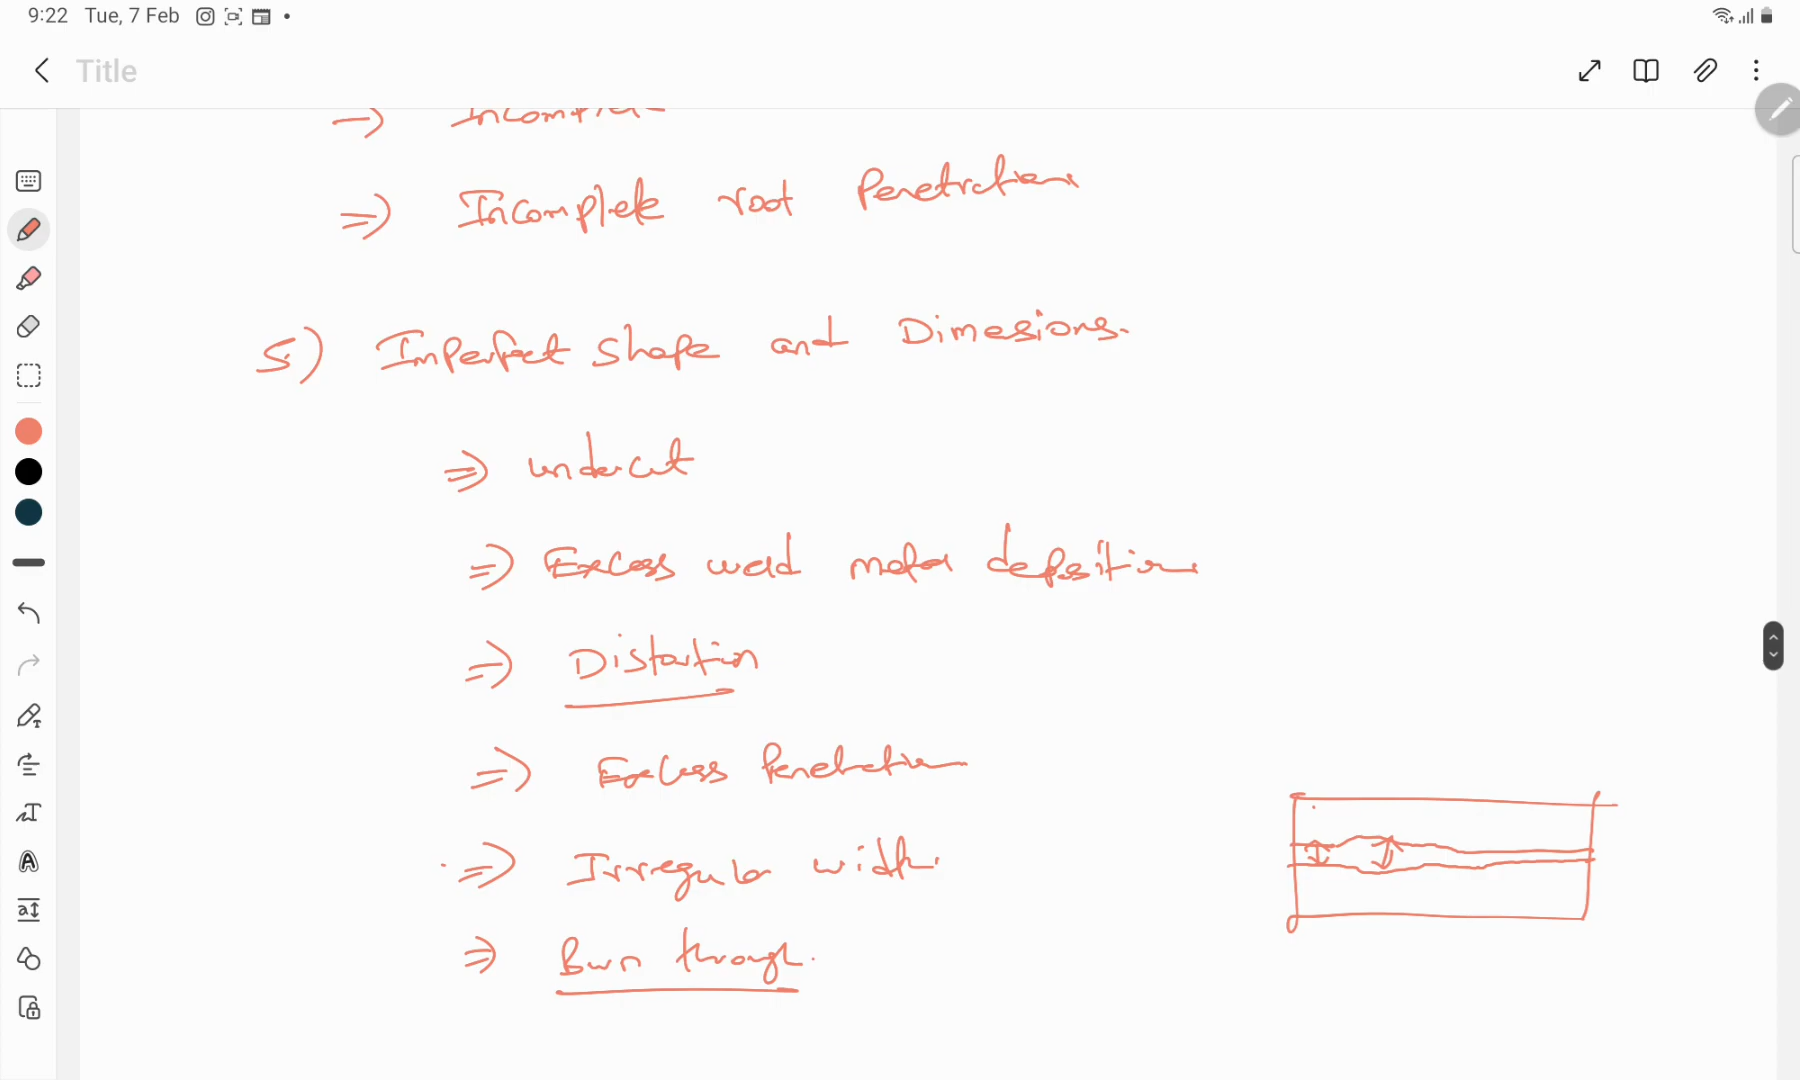 9:22 Tue, 7 Feb
Title
=> Incomplete root Penetration
5) Imperfect shape and Dimesions.
=> undercut
=> Excess weld metal deposition
=> Distortion
=> Excess Penetration
=> Irregular width.
=> Burn through.